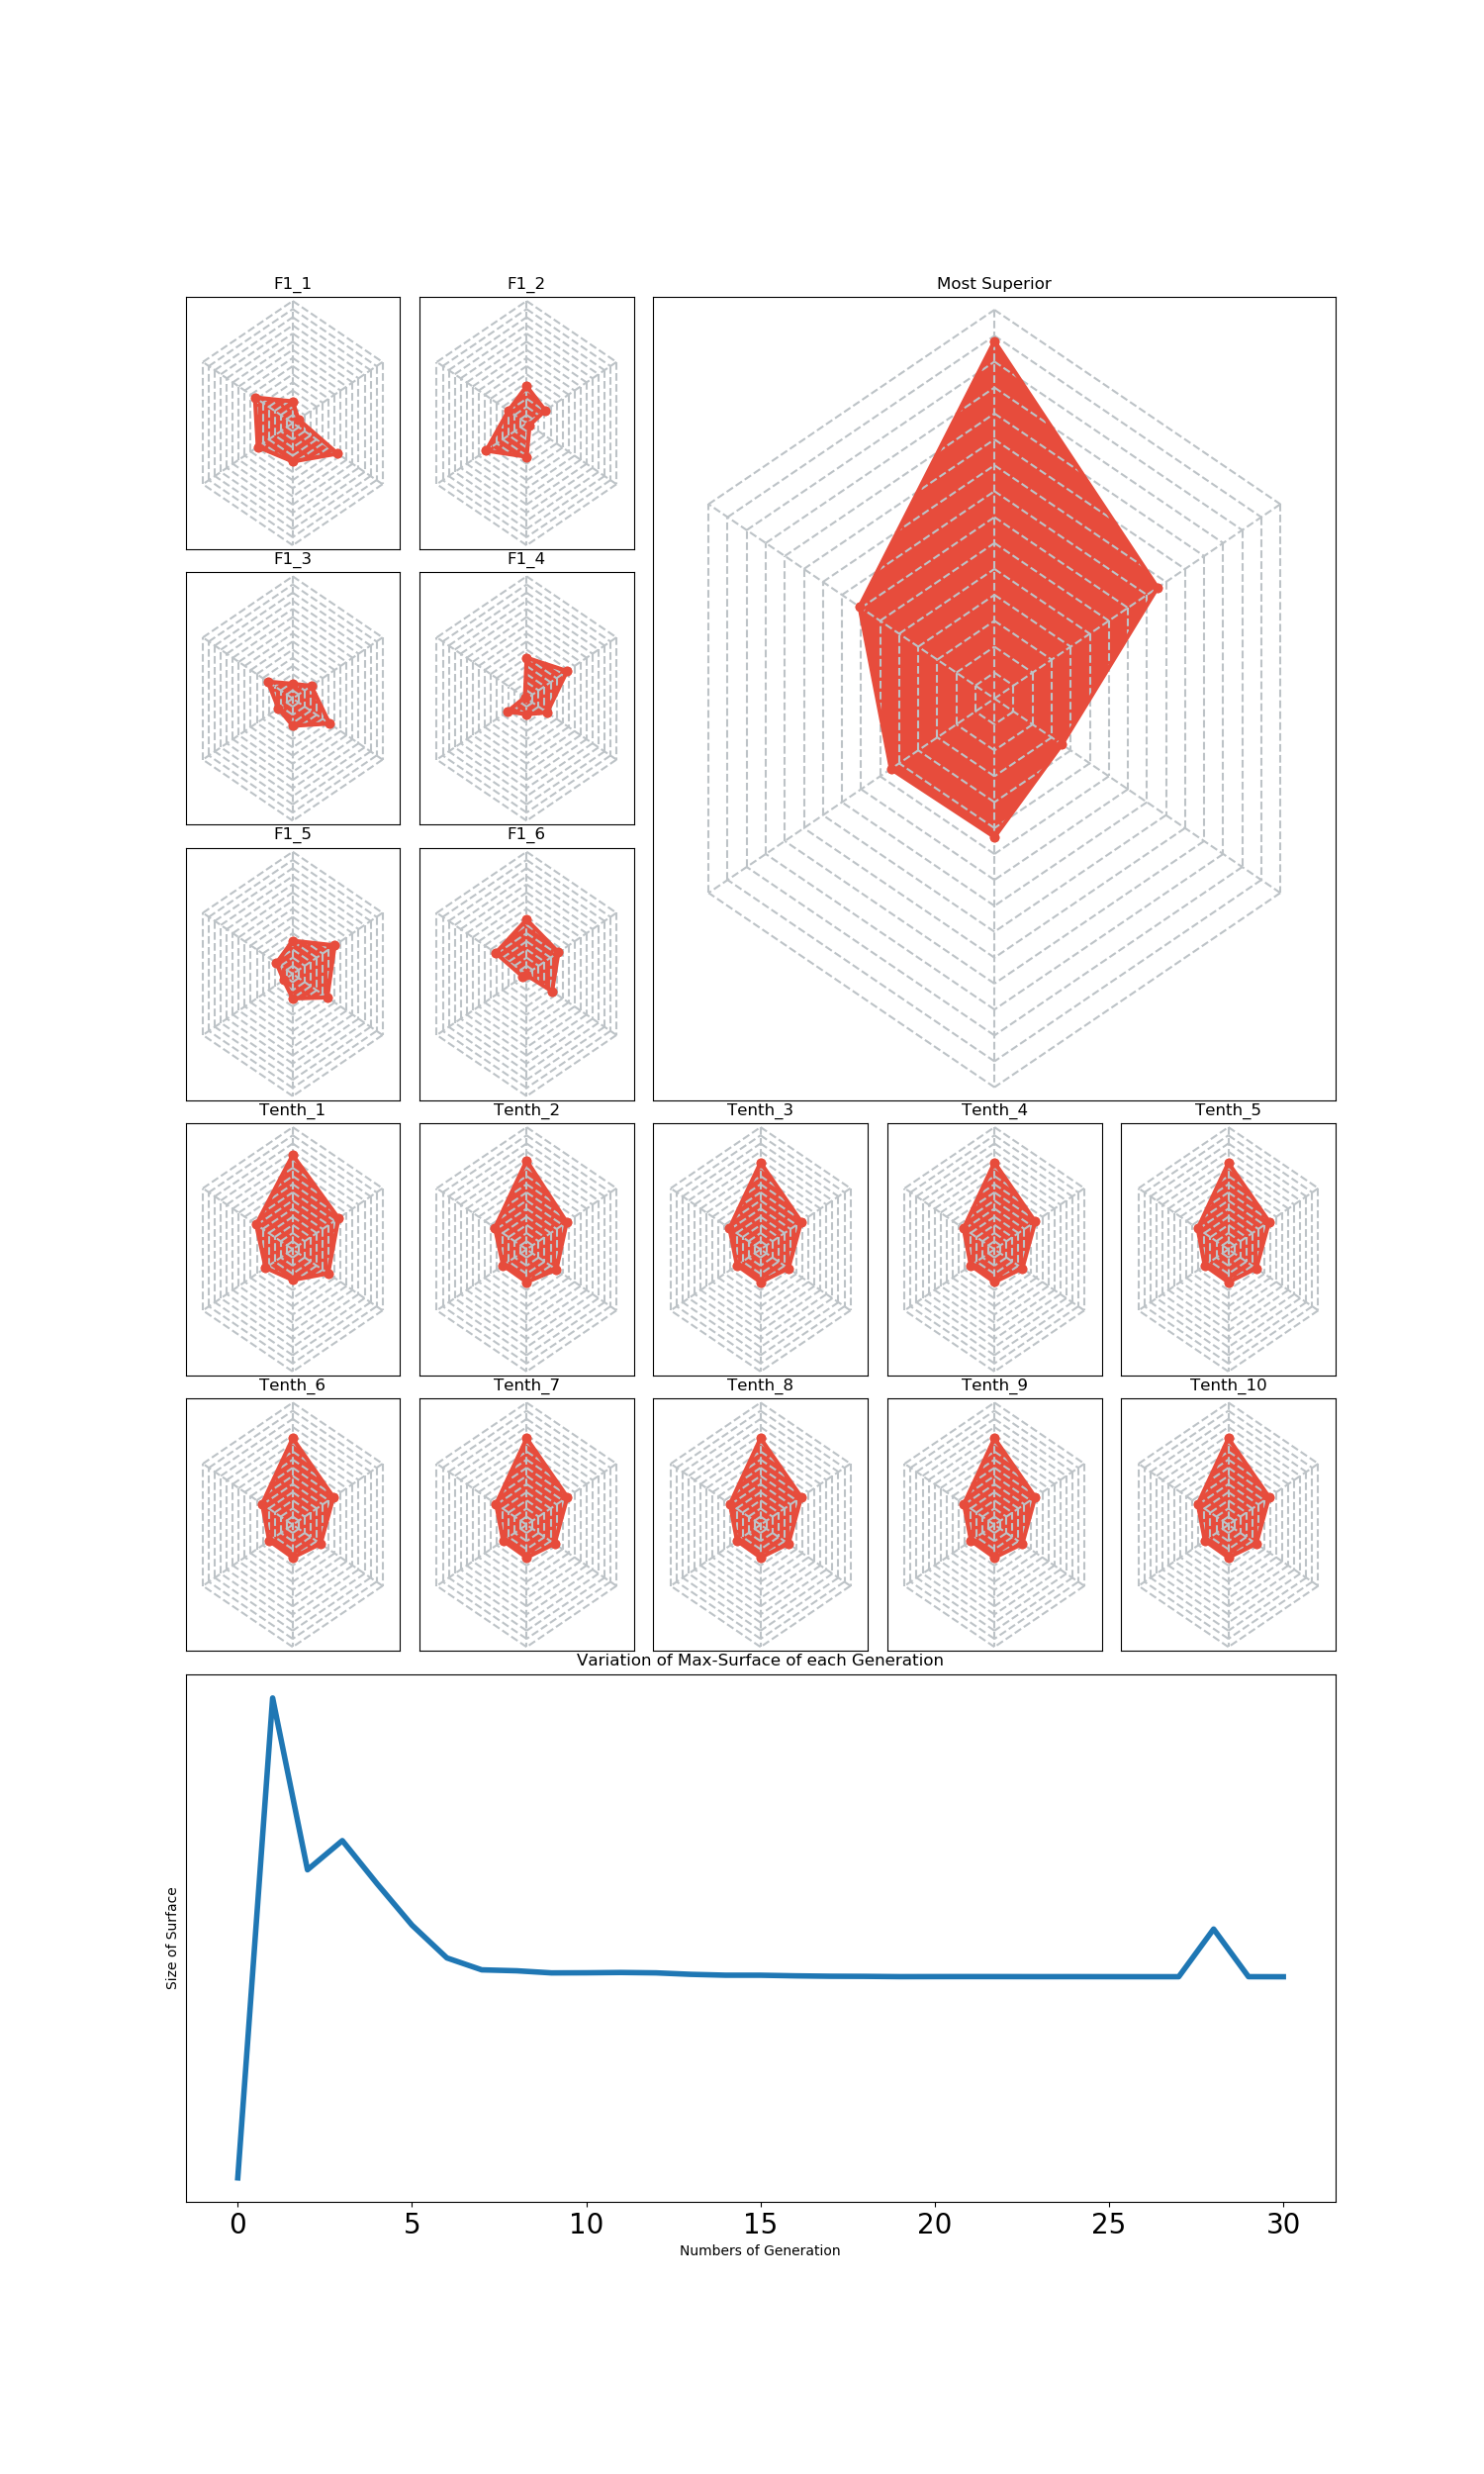 F1_1
F1_2
Most Superior
F1_3
F1_4
F1_5
F1_6
Tenth_1
Tenth_2
Tenth_3
Tenth_4
Tenth_5
Tenth_6
Tenth_7
Tenth_8
Tenth_9
Tenth_10
Variation of Max-Surface of each Generation
Size of Surface
0 5 10 15 20 25 30
Numbers of Generation